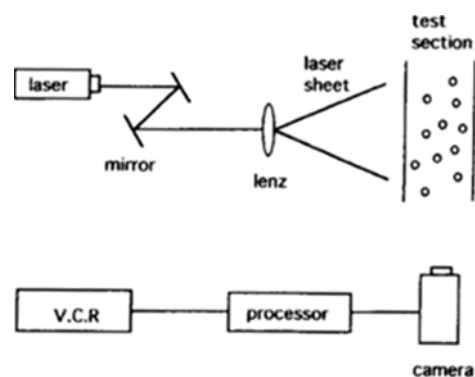 test
section
laser
laser
sheet
mirror
lenz
V.C.R
processor
camera